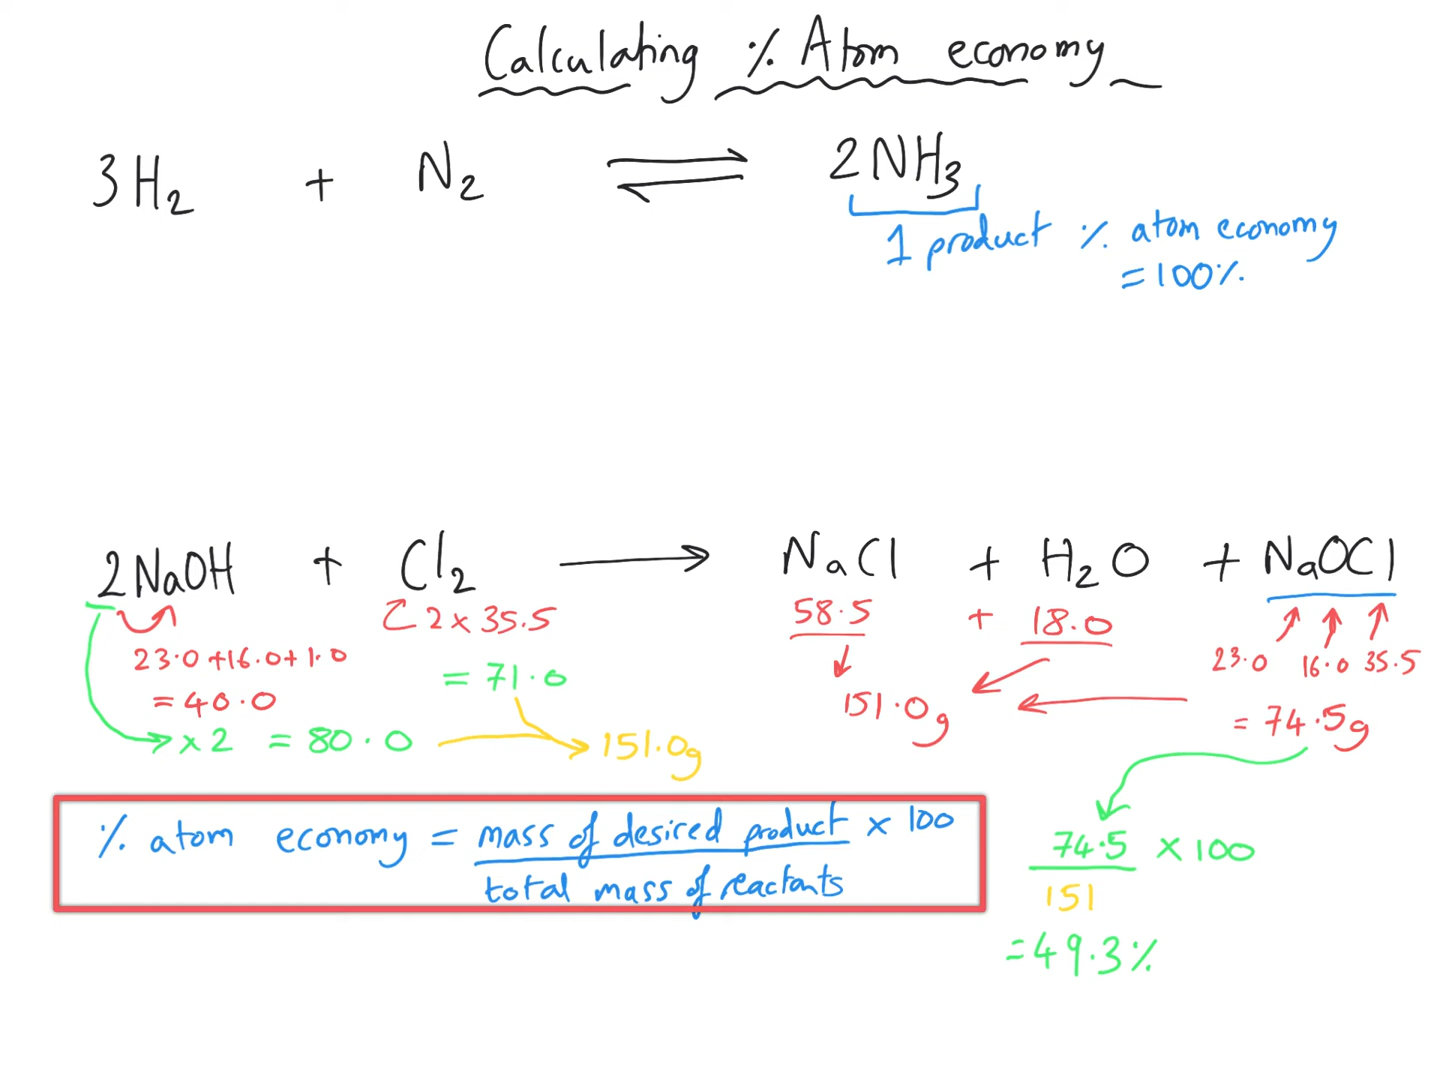 Calculating % Atom economy
3H₂ + N₂ ⇌ 2NH₃
1 product % atom economy
= 100%
2NaOH + Cl₂ → NaCl + H₂O + NaOCl
58.5 + 18.0
2 x 35.5
23.0 + 16.0 + 1.0
23.0 16.0 35.5
= 71.0
= 40.0
151.0g
= 74.5g
x 2 = 80.0
151.0g
% atom economy = mass of desired product x 100
total mass of reactants
74.5 x 100
151
= 49.3%